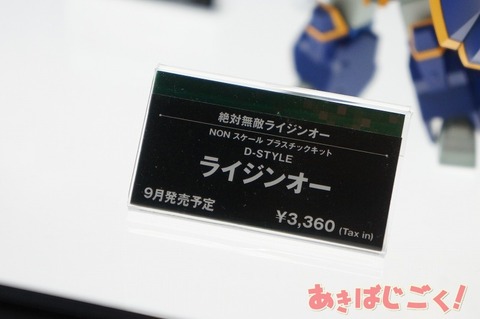 絶対無敵ライジンオー
NON スケール プラスチックキット
D-STYLE
ライジンオー
9月発売予定
¥3,360 (Tax in)
あきばじごく!